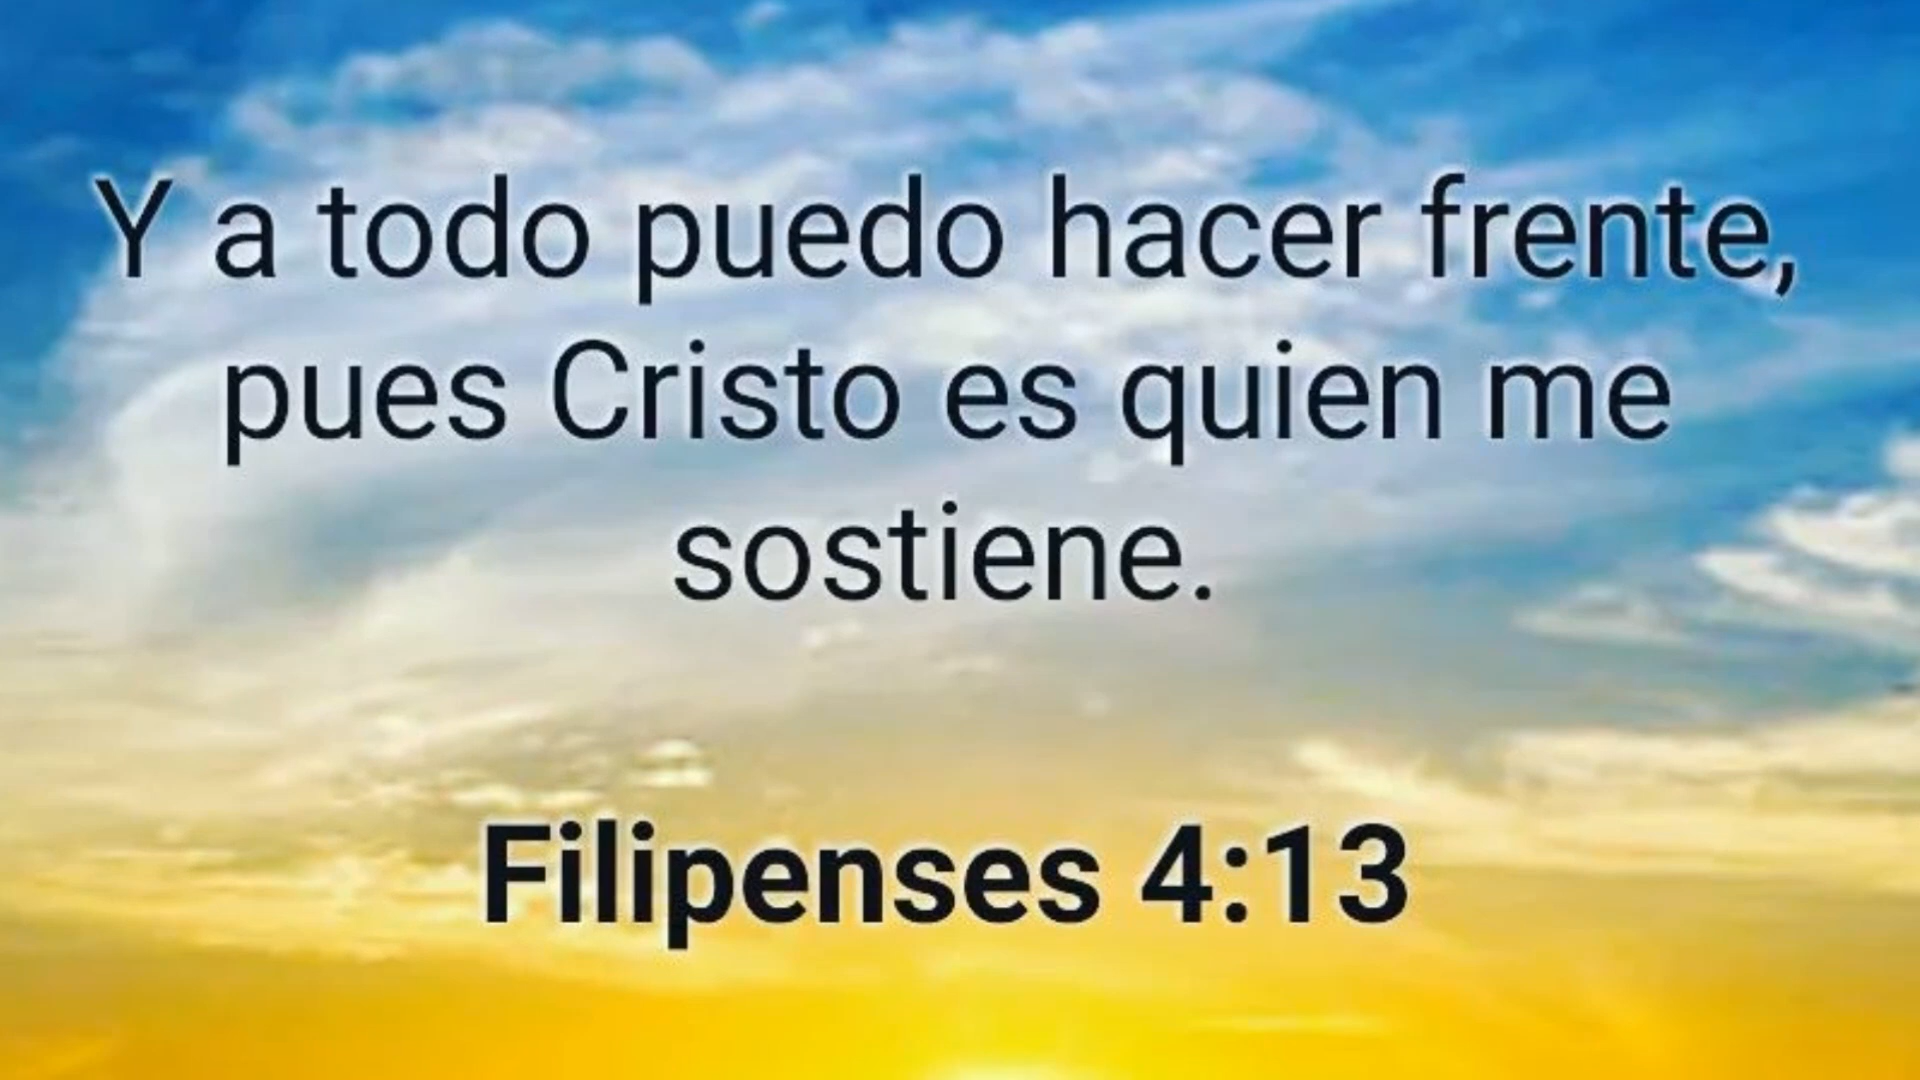 Y a todo puedo hacer frente,
pues Cristo es quien me
sostiene.
Filipenses 4:13